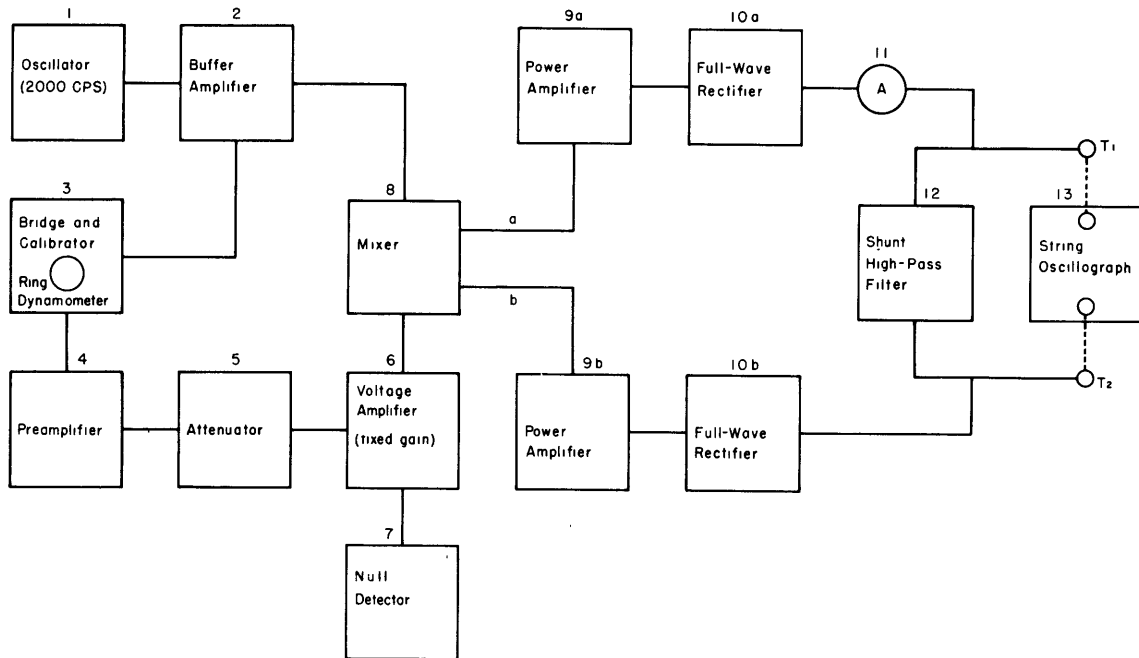 1
Oscillator
(2000 CPS)
2
Buffer
Amplifier
3
Bridge and
Calibrator
Ring
Dynamometer
4
Preamplifier
5
Attenuator
6
Voltage
Amplifier
(fixed gain)
7
Null
Detector
8
Mixer
a
b
9a
Power
Amplifier
10a
Full-Wave
Rectifier
11
A
9b
Power
Amplifier
10b
Full-Wave
Rectifier
12
Shunt
High-Pass
Filter
T1
13
String
Oscillograph
T2